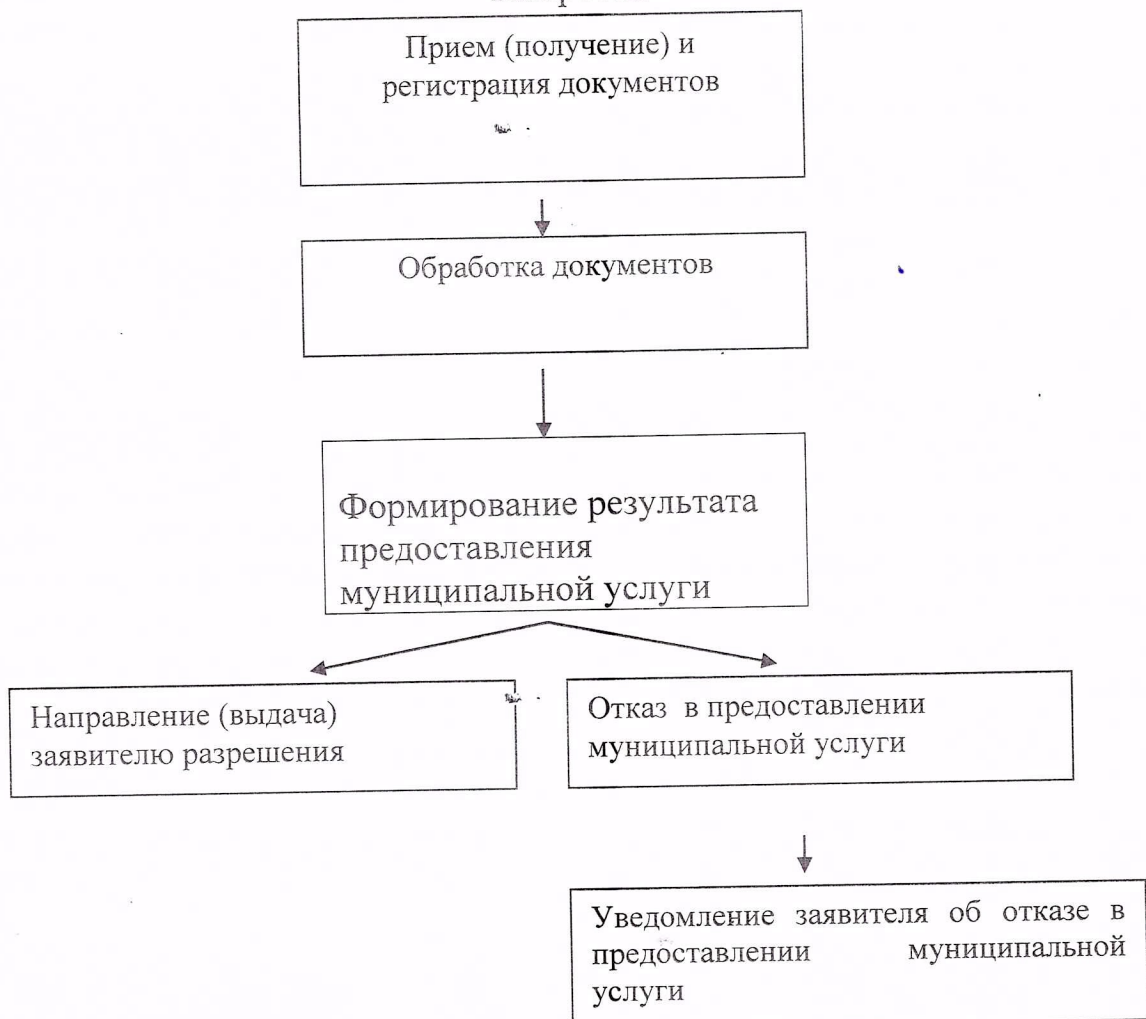 Прием (получение) и
регистрация документов
Обработка документов
Формирование результата
предоставления
муниципальной услуги
Направление (выдача)
заявителю разрешения
Отказ в предоставлении
муниципальной услуги
Уведомление заявителя об отказе в
предоставлении муниципальной
услуги